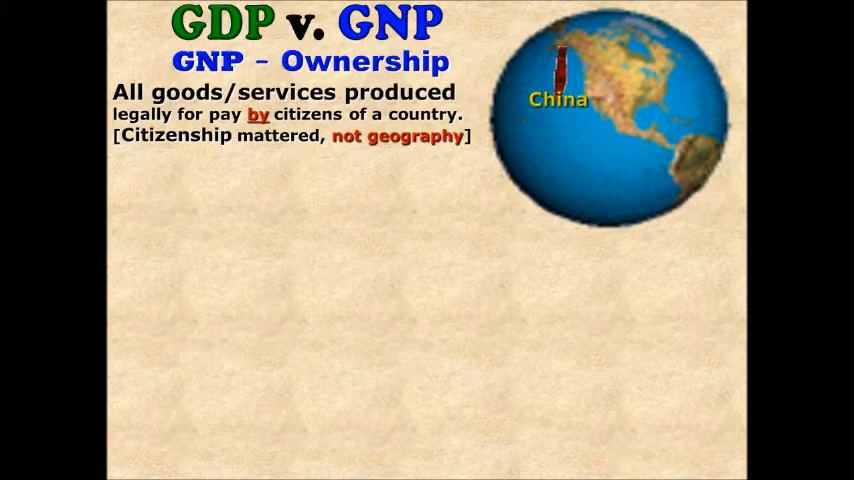 GDP v. GNP
GNP - Ownership
All goods/services produced
legally for pay by citizens of a country.
[Citizenship mattered, not geography]
China